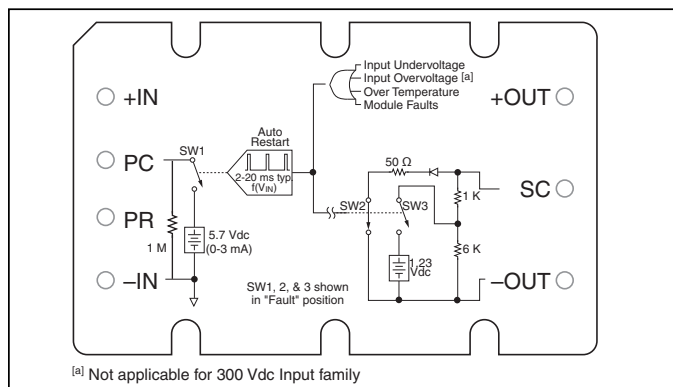 Input Undervoltage
Input Overvoltage [a]
Over Temperature
Module Faults
+IN
+OUT
Auto
Restart
PC
SW1
2-20 ms typ.
f(VIN)
50 Ω
SC
1 K
PR
SW2
SW3
5.7 Vdc
(0-3 mA)
1 M
6 K
1.23
Vdc
–IN
–OUT
SW1, 2, & 3 shown
in "Fault" position
[a] Not applicable for 300 Vdc Input family